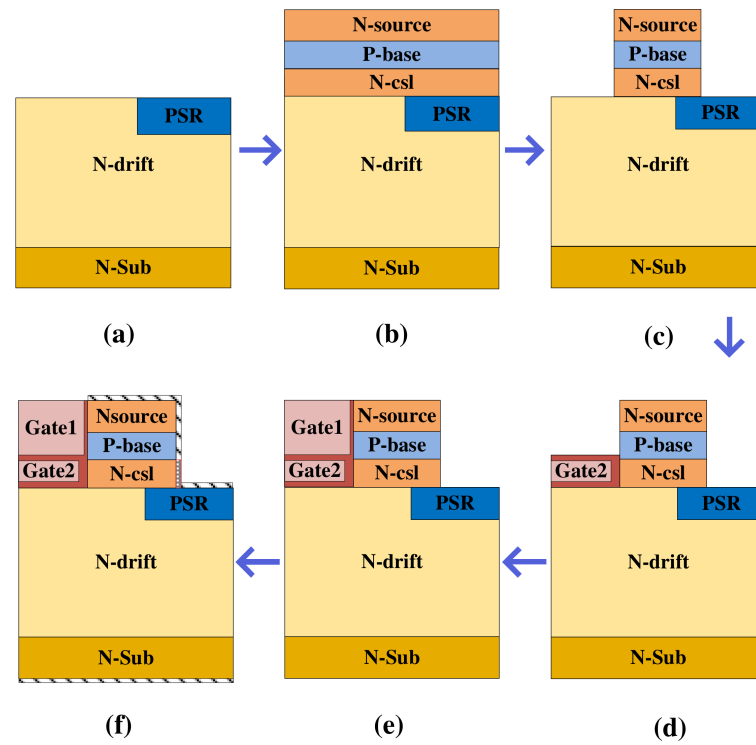 PSR
N-drift
N-Sub
(a)
N-source
P-base
N-csl
PSR
N-drift
N-Sub
(b)
N-source
P-base
N-csl
PSR
N-drift
N-Sub
(c)
Gate1
Nsource
P-base
Gate2
N-csl
PSR
N-drift
N-Sub
(f)
Gate1
N-source
P-base
Gate2
N-csl
PSR
N-drift
N-Sub
(e)
N-source
P-base
Gate2
N-csl
PSR
N-drift
N-Sub
(d)